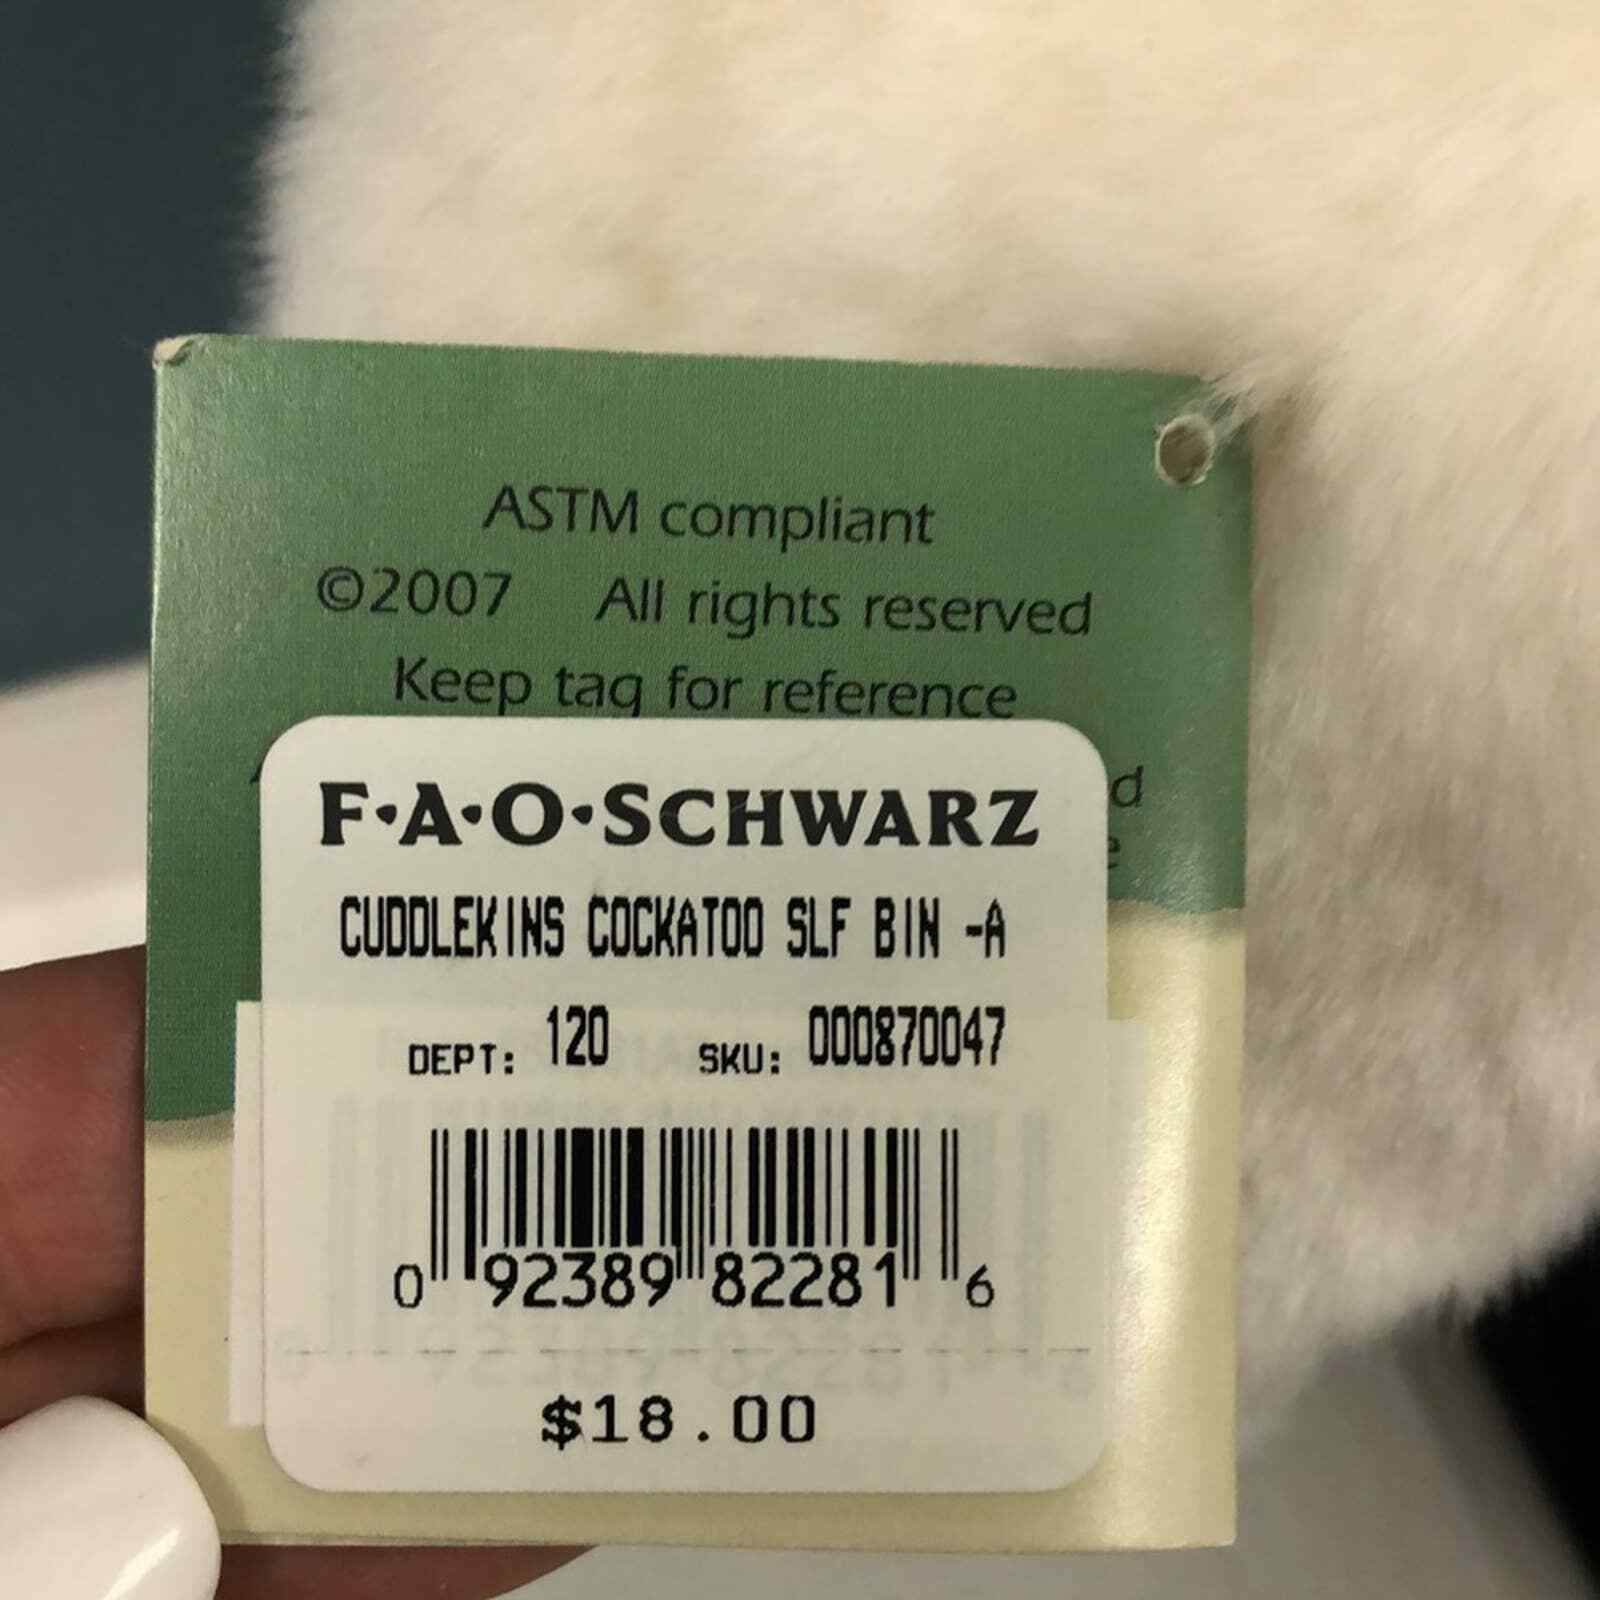 ASTM compliant
©2007 All rights reserved
Keep tag for reference
F·A·O·SCHWARZ
CUDDLEKINS COCKATOO SLF BIN -A
DEPT: 120 SKU: 000870047
0 92389 82281 6
$18.00